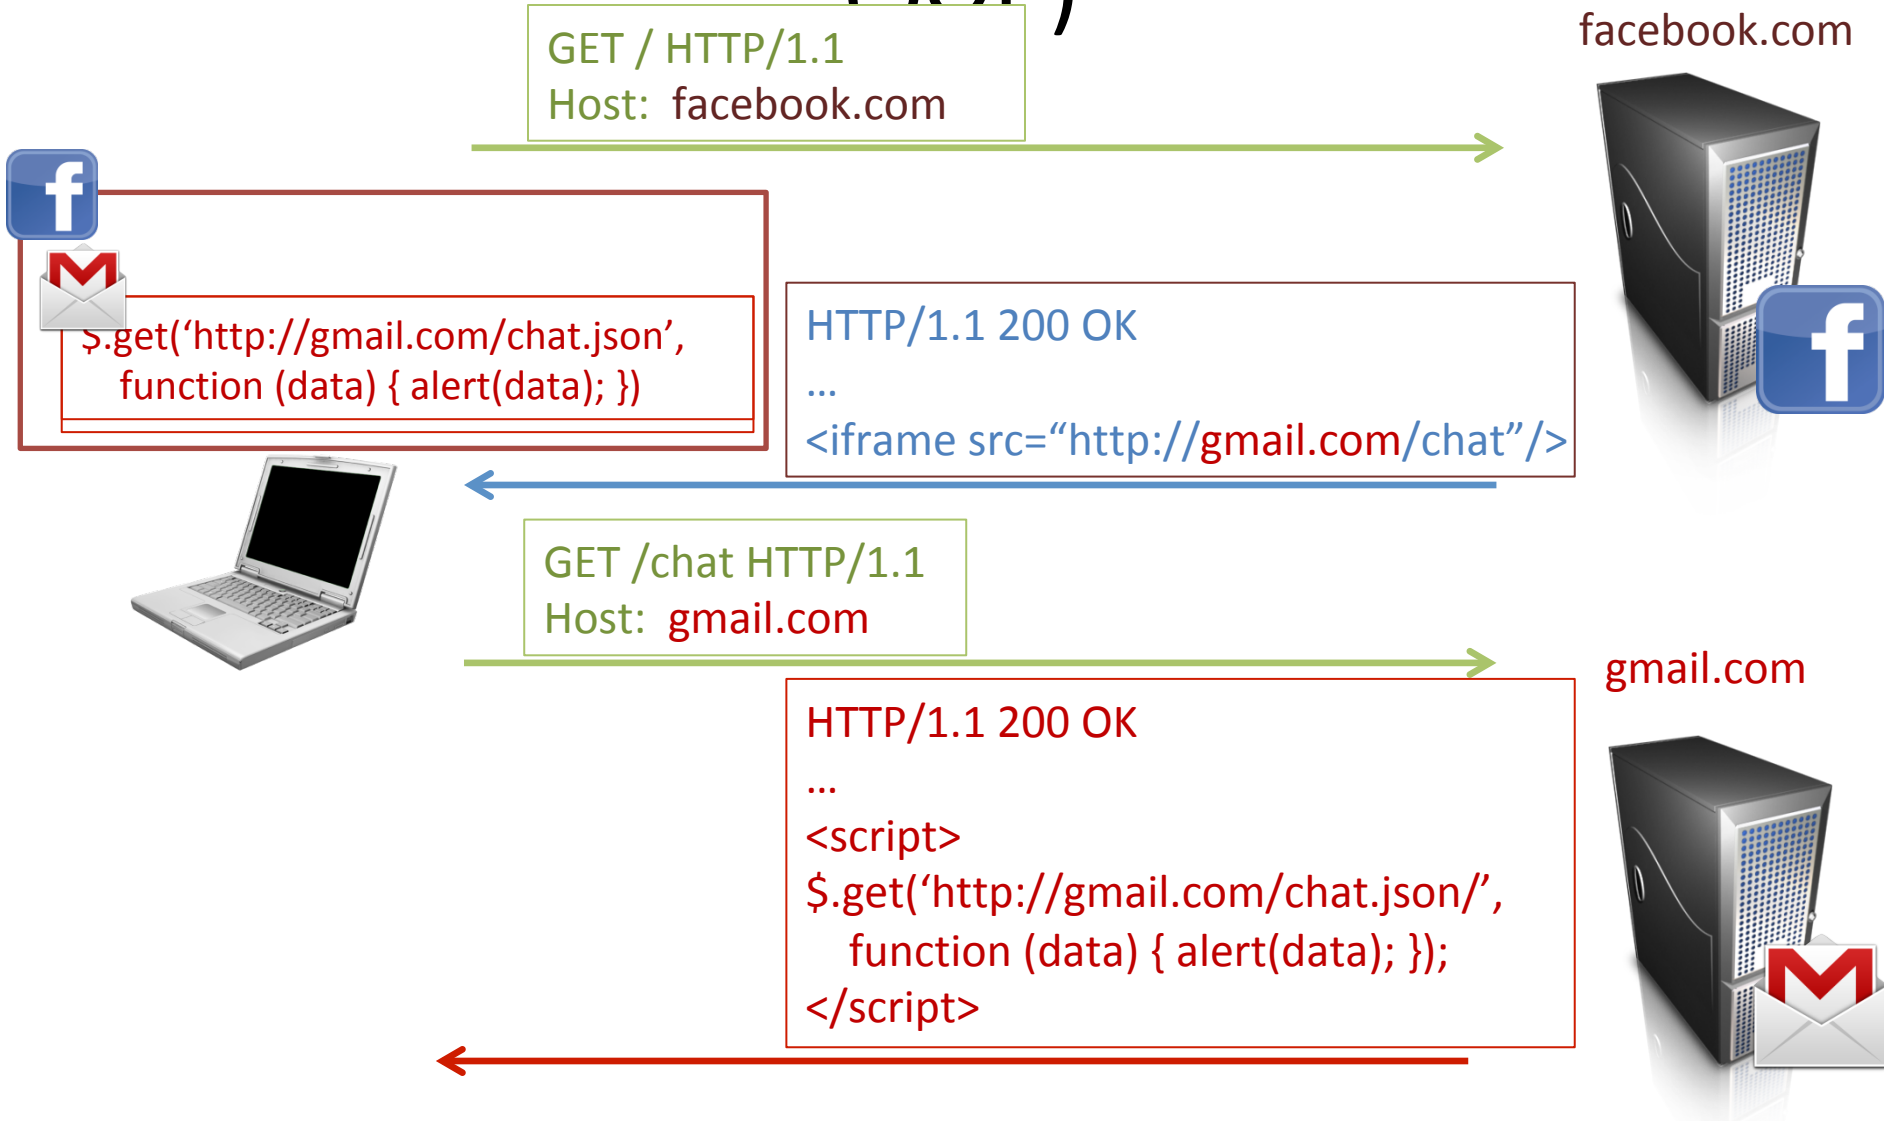 GET / HTTP/1.1
Host: facebook.com
facebook.com
$.get(‘http://gmail.com/chat.json’,
function (data) { alert(data); })
HTTP/1.1 200 OK
...
<iframe src=“http://gmail.com/chat”/>
GET /chat HTTP/1.1
Host: gmail.com
gmail.com
HTTP/1.1 200 OK
...
<script>
$.get(‘http://gmail.com/chat.json/’,
function (data) { alert(data); });
</script>